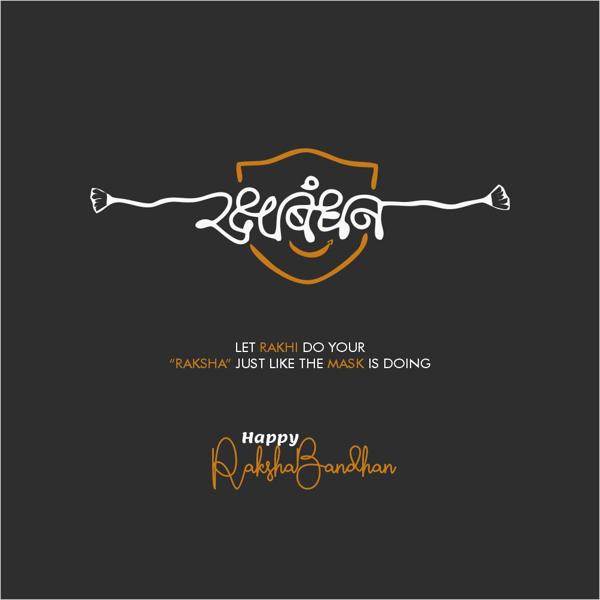 रक्षाबंधन
LET RAKHI DO YOUR
“RAKSHA” JUST LIKE THE MASK IS DOING
Happy
RakshaBandhan